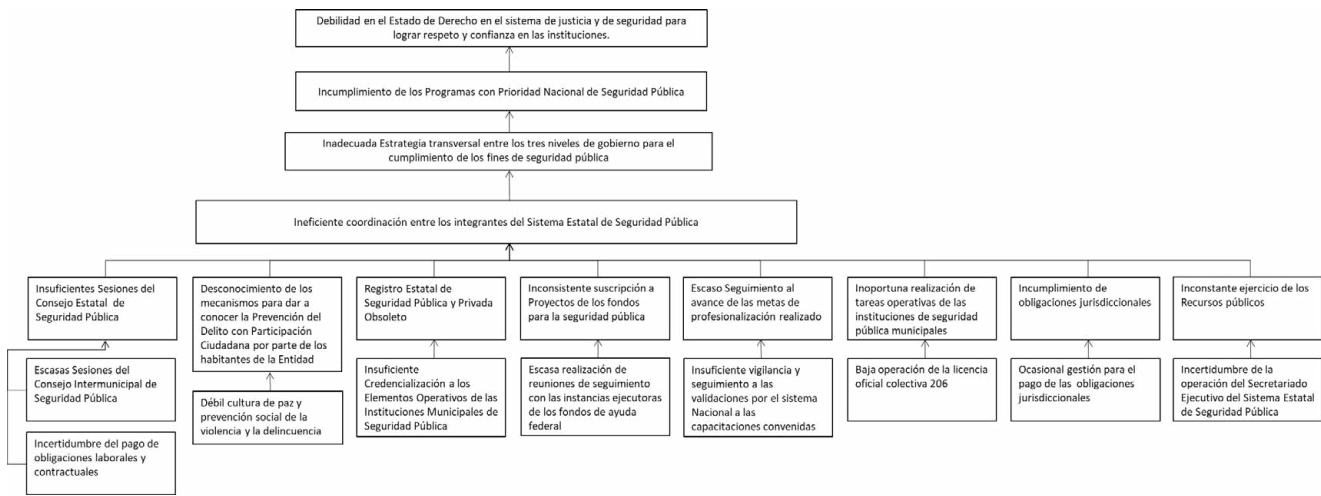 Debilidad en el Estado de Derecho en el sistema de justicia y de seguridad para
lograr respeto y confianza en las instituciones.
Incumplimiento de los Programas con Prioridad Nacional de Seguridad Pública
Inadecuada Estrategia transversal entre los tres niveles de gobierno para el
cumplimiento de los fines de seguridad pública
Ineficiente coordinación entre los integrantes del Sistema Estatal de Seguridad Pública
Insuficientes Sesiones del
Consejo Estatal de
Seguridad Pública
Desconocimiento de los
mecanismos para dar a
conocer la Prevención del
Delito con Participación
Ciudadana por parte de los
habitantes de la Entidad
Registro Estatal de
Seguridad Pública y Privada
Obsoleto
Inconsistente suscripción a
Proyectos de los fondos
para la seguridad pública
Escaso Seguimiento al
avance de las metas de
profesionalización realizado
Inoportuna realización de
tareas operativas de las
instituciones de seguridad
pública municipales
Incumplimiento de
obligaciones jurisdiccionales
Inconstante ejercicio de los
Recursos públicos
Escasas Sesiones del
Consejo Intermunicipal de
Seguridad Pública
Débil cultura de paz y
prevención social de la
violencia y la delincuencia
Insuficiente
Credencialización a los
Elementos Operativos de las
Instituciones Municipales de
Seguridad Pública
Escasa realización de
reuniones de seguimiento
con las instancias ejecutoras
de los fondos de ayuda
federal
Insuficiente vigilancia y
seguimiento a las
validaciones por el sistema
Nacional a las
capacitaciones convenidas
Baja operación de la licencia
oficial colectiva 206
Ocasional gestión para el
pago de las obligaciones
jurisdiccionales
Incertidumbre de la
operación del Secretariado
Ejecutivo del Sistema Estatal
de Seguridad Pública
Incertidumbre del pago de
obligaciones laborales y
contractuales